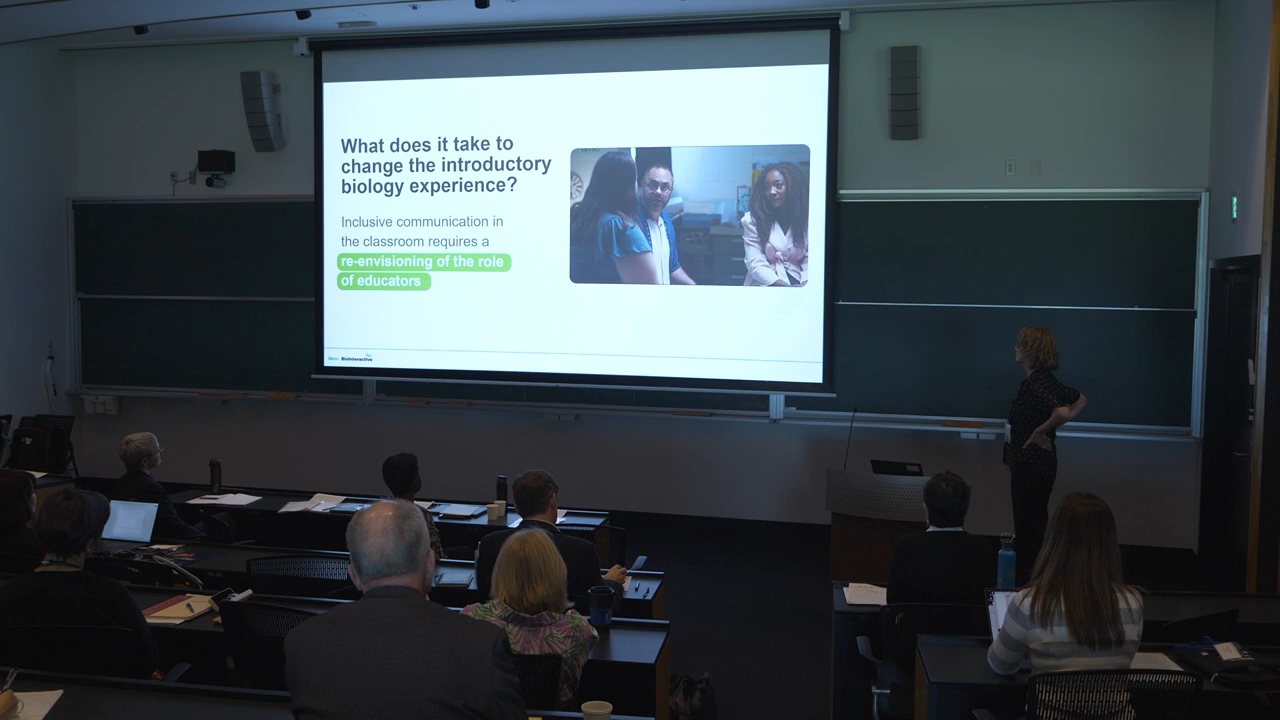 What does it take to
change the introductory
biology experience?
Inclusive communication in
the classroom requires a
re-envisioning of the role
of educators
BioInteractive